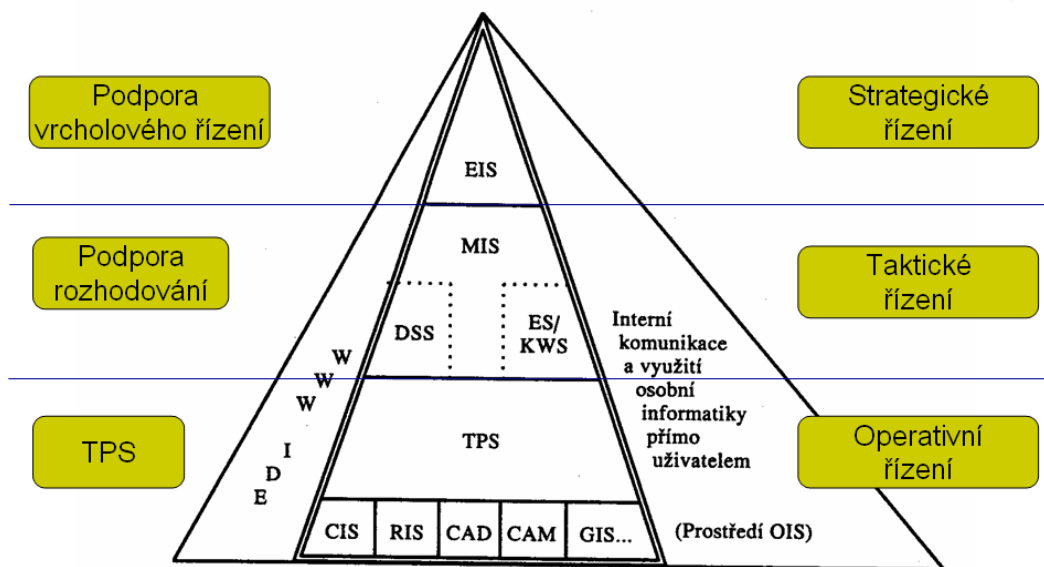 Podpora
vrcholového řízení
Strategické
řízení
EIS
Podpora
rozhodování
MIS
Taktické
řízení
DSS
ES/
KWS
Interní
komunikace
a využití
osobní
informatiky
přímo
uživatelem
W
W
W
I
D
E
TPS
TPS
Operativní
řízení
CIS
RIS
CAD
CAM
GIS...
(Prostředí OIS)